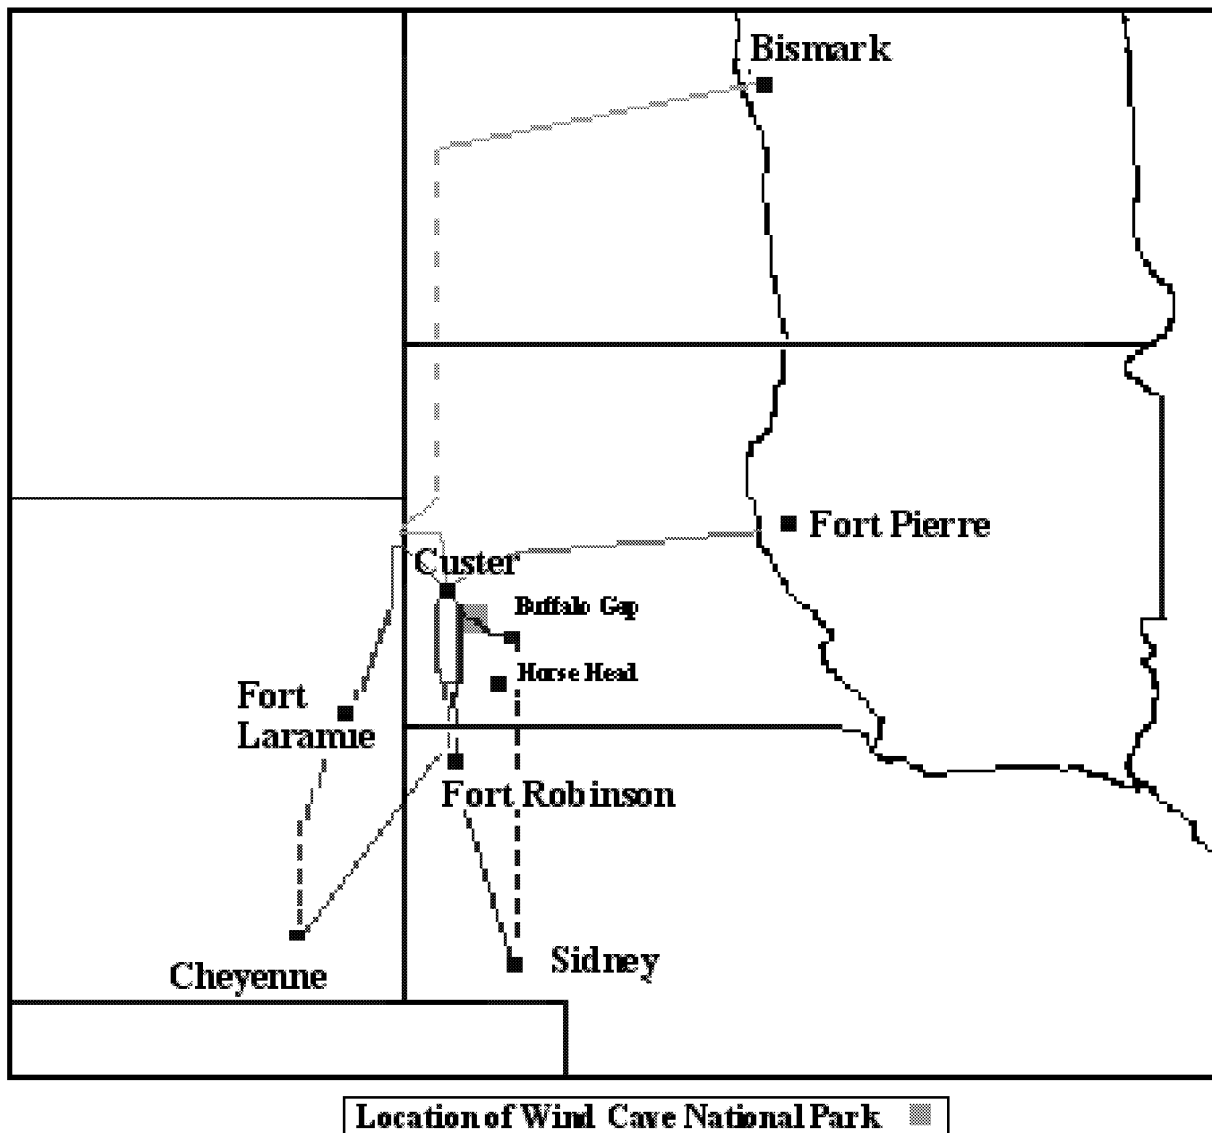 Bismark
Fort Pierre
Custer
Buffalo Gap
Horse Head
Fort
Laramie
Fort Robinson
Cheyenne
Sidney
Location of Wind Cave National Park